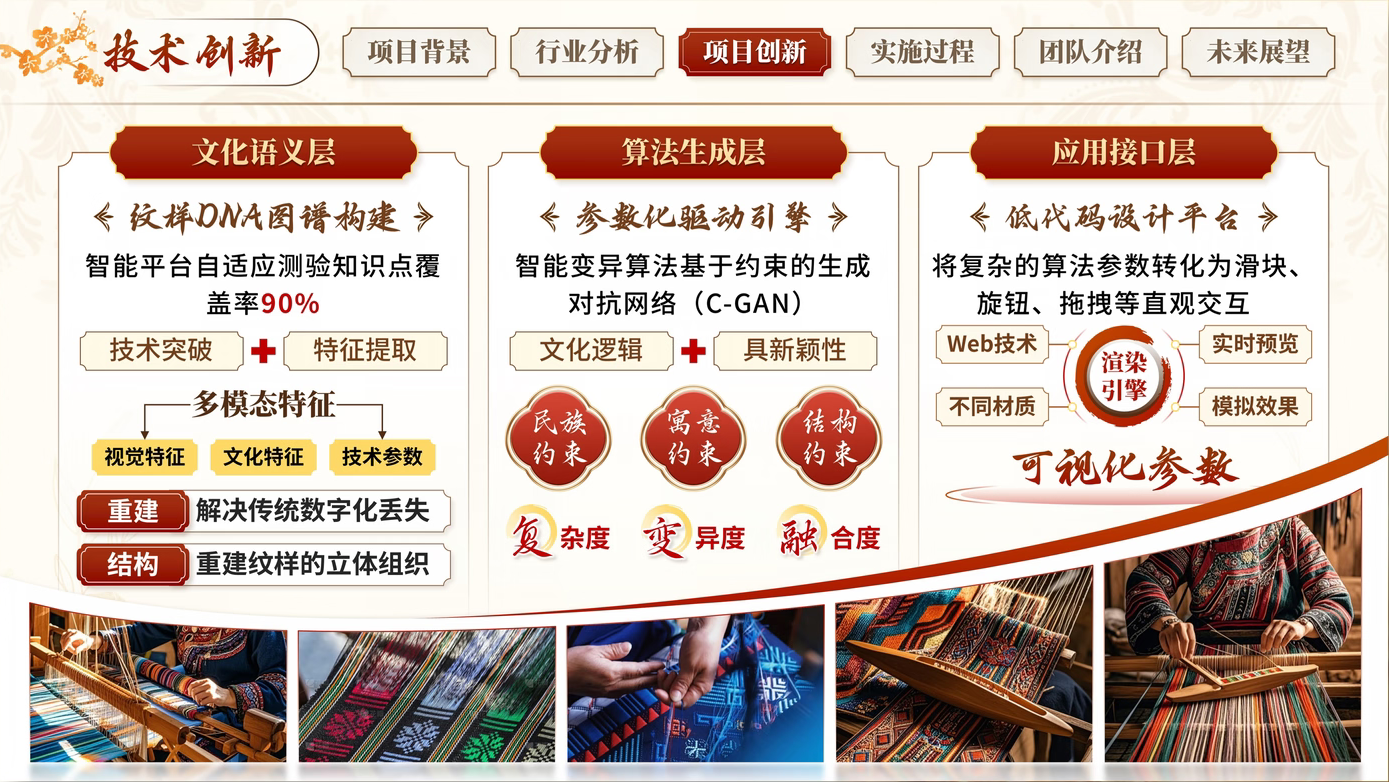 技术创新
项目背景
行业分析
项目创新
实施过程
团队介绍
未来展望
文化语义层
纹样DNA图谱构建
智能平台自适应测验知识点覆
盖率90%
技术突破
特征提取
多模态特征
视觉特征
文化特征
技术参数
重建
解决传统数字化丢失
结构
重建纹样的立体组织
算法生成层
参数化驱动引擎
智能变异算法基于约束的生成
对抗网络（C-GAN）
文化逻辑
具新颖性
民族
约束
寓意
约束
结构
约束
复杂度
变异度
融合度
应用接口层
低代码设计平台
将复杂的算法参数转化为滑块、
旋钮、拖拽等直观交互
Web技术
实时预览
渲染
引擎
不同材质
模拟效果
可视化参数